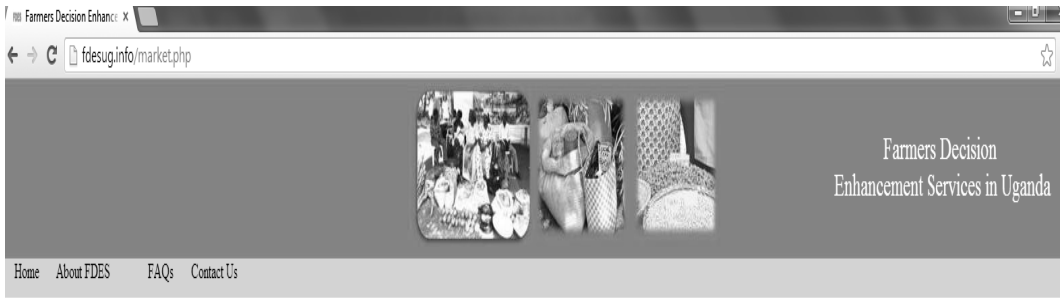 Farmers Decision Enhance
fdesug.info/market.php
Farmers Decision
Enhancement Services in Uganda
Home About FDES FAQs Contact Us